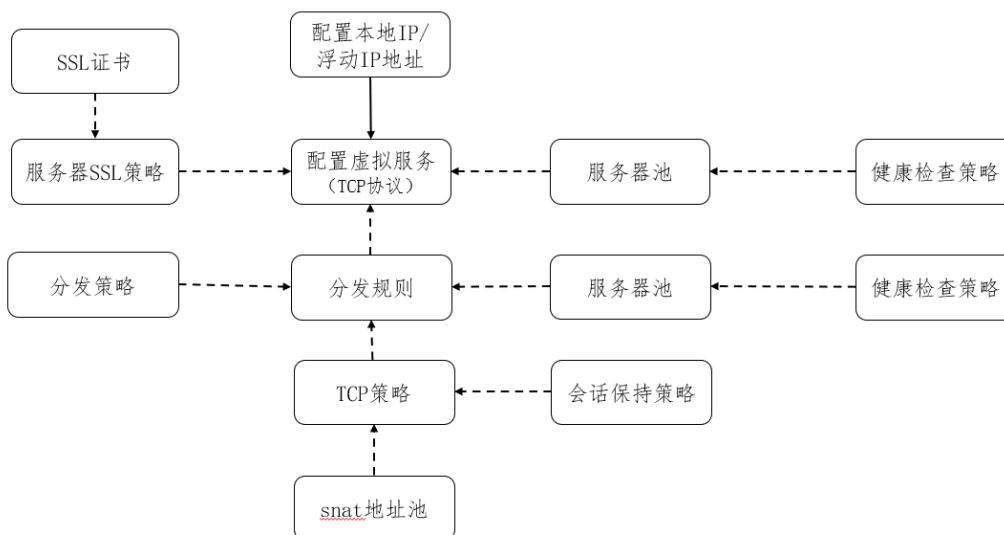 SSL证书
配置本地IP/
浮动IP地址
服务器SSL策略
配置虚拟服务
(TCP协议)
服务器池
健康检查策略
分发策略
分发规则
服务器池
健康检查策略
TCP策略
会话保持策略
snat地址池